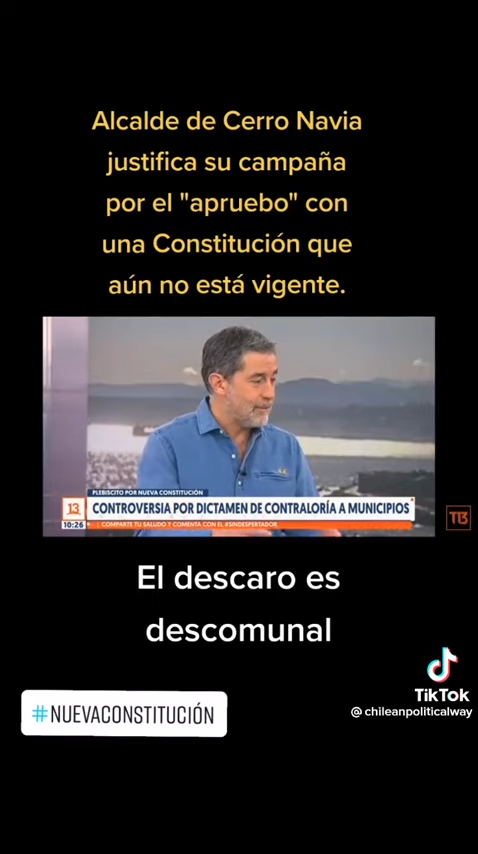 Alcalde de Cerro Navia
justifica su campaña
por el "apruebo" con
una Constitución que
aún no está vigente.
PLEBISCITO POR NUEVA CONSTITUCIÓN
13
CONTROVERSIA POR DICTAMEN DE CONTRALORÍA A MUNICIPIOS
T13
10:26
COMPARTE TU SALUDO Y COMENTA CON EL #SINDESPERTADOR
El descaro es
descomunal
TikTok
#NUEVACONSTITUCIÓN
@ chileanpoliticalway